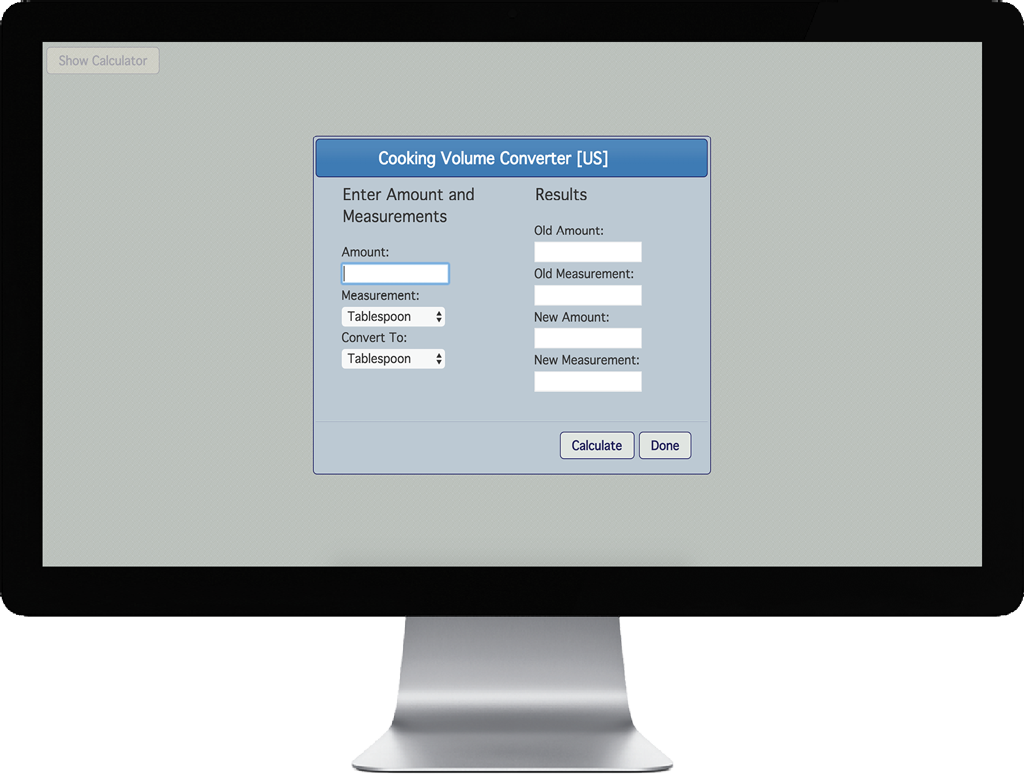 Show Calculator
Cooking Volume Converter [US]
Enter Amount and
Measurements
Amount:
Measurement:
Tablespoon
Convert To:
Tablespoon
Results
Old Amount:
Old Measurement:
New Amount:
New Measurement:
Calculate
Done